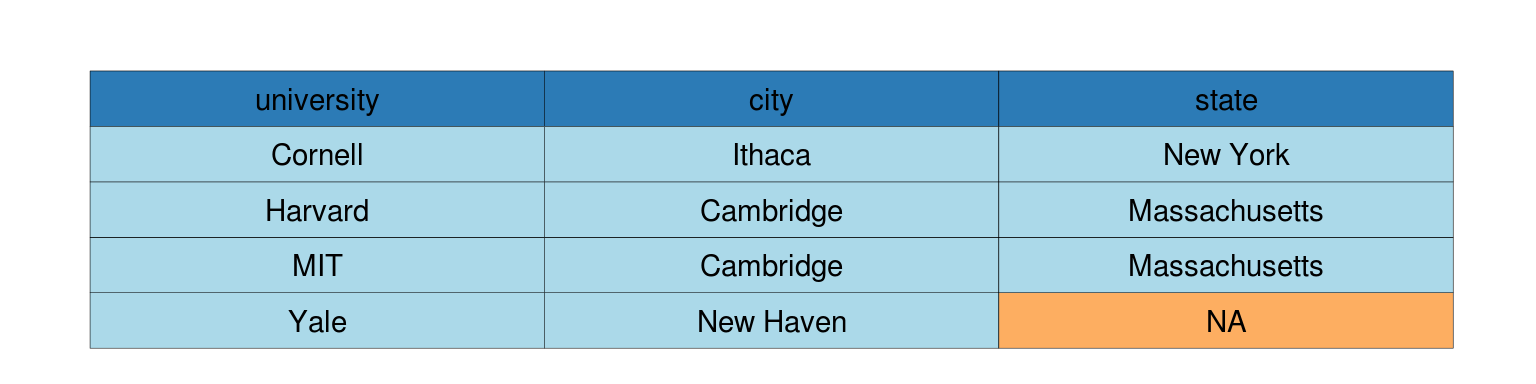 university city state
Cornell Ithaca New York
Harvard Cambridge Massachusetts
MIT Cambridge Massachusetts
Yale New Haven NA